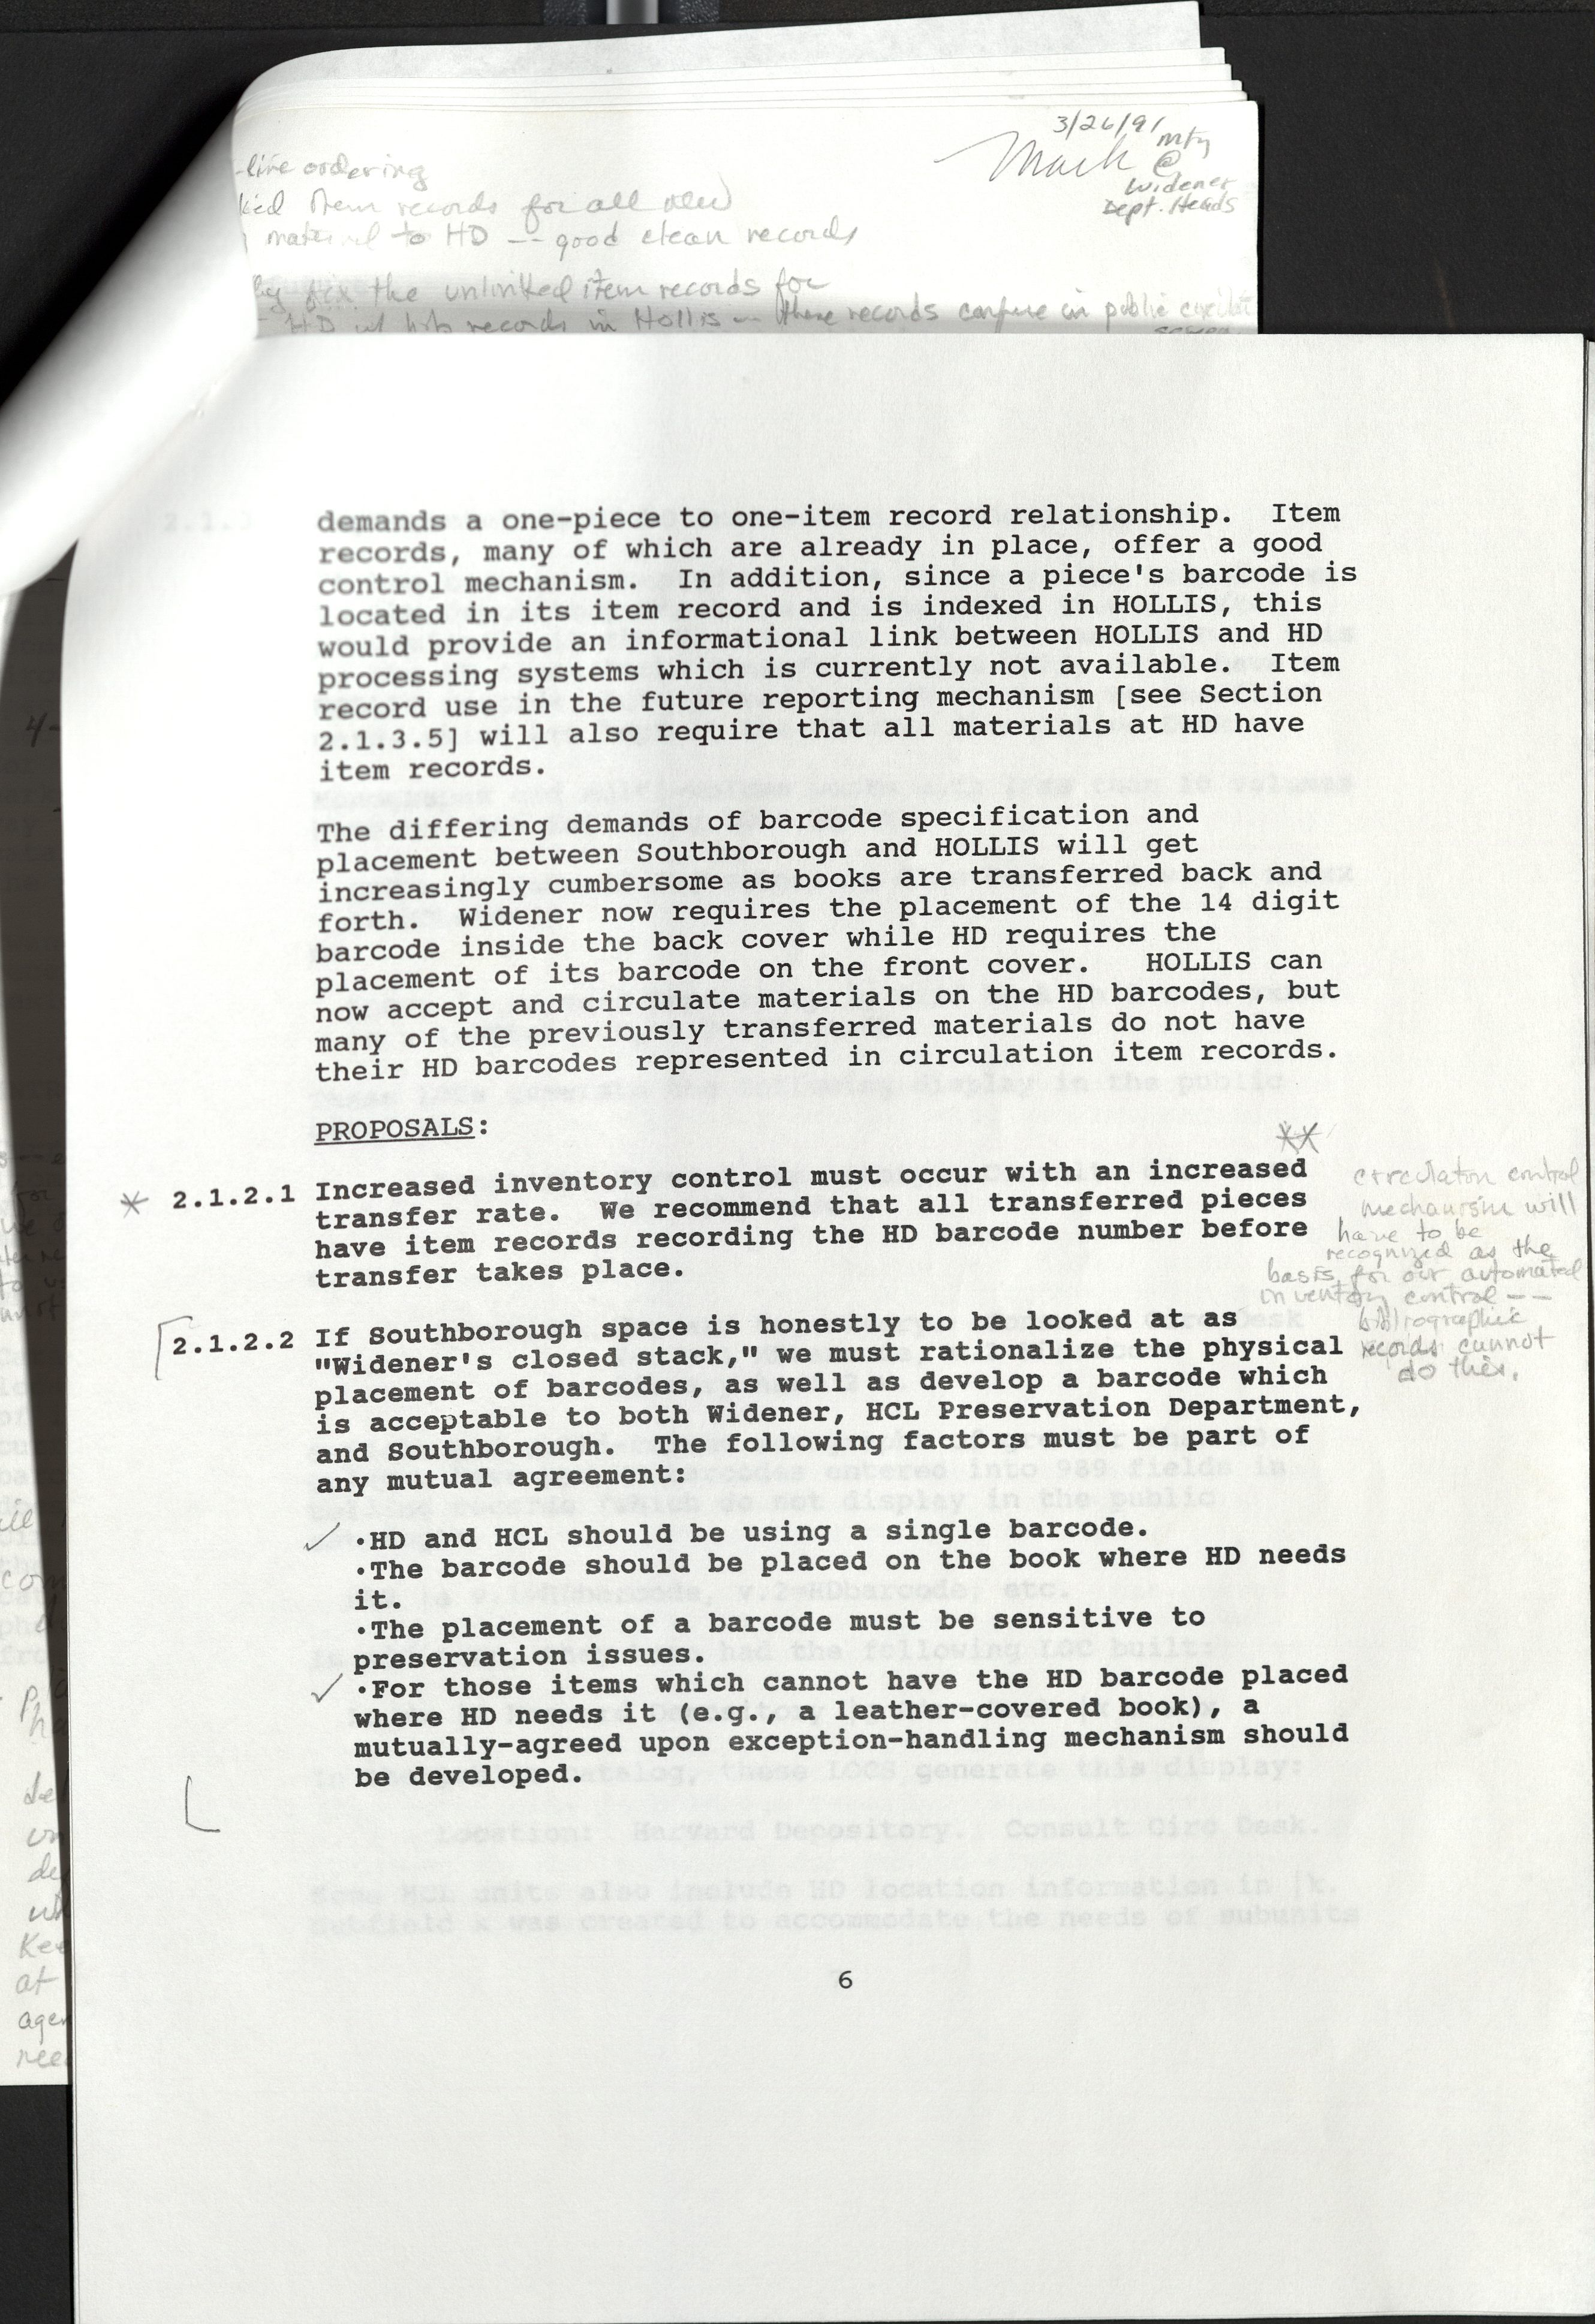 3/26/91
Mark @ mtg
Widener
Dept. Heads
-line ordering
ked Item records for all new
material to HD -- good clean records
by fix the unlinked item records for
HD w/ bib records in Hollis -- these records confuse in public
demands a one-piece to one-item record relationship.  Item
records, many of which are already in place, offer a good
control mechanism.  In addition, since a piece's barcode is
located in its item record and is indexed in HOLLIS, this
would provide an informational link between HOLLIS and HD
processing systems which is currently not available.  Item
record use in the future reporting mechanism [see Section
2.1.3.5] will also require that all materials at HD have
item records.
The differing demands of barcode specification and
placement between Southborough and HOLLIS will get
increasingly cumbersome as books are transferred back and
forth.  Widener now requires the placement of the 14 digit
barcode inside the back cover while HD requires the
placement of its barcode on the front cover.   HOLLIS can
now accept and circulate materials on the HD barcodes, but
many of the previously transferred materials do not have
their HD barcodes represented in circulation item records.
PROPOSALS:
**
* 2.1.2.1 Increased inventory control must occur with an increased
transfer rate.  We recommend that all transferred pieces
have item records recording the HD barcode number before
transfer takes place.
circulation control
mechanism will
have to be
recognized as the
basis for our automated
inventory control --
bibliographic
records cannot
do this.
2.1.2.2 If Southborough space is honestly to be looked at as
"Widener's closed stack," we must rationalize the physical
placement of barcodes, as well as develop a barcode which
is acceptable to both Widener, HCL Preservation Department,
and Southborough.  The following factors must be part of
any mutual agreement:
✓ •HD and HCL should be using a single barcode.
•The barcode should be placed on the book where HD needs
it.
•The placement of a barcode must be sensitive to
preservation issues.
✓ •For those items which cannot have the HD barcode placed
where HD needs it (e.g., a leather-covered book), a
mutually-agreed upon exception-handling mechanism should
be developed.
6